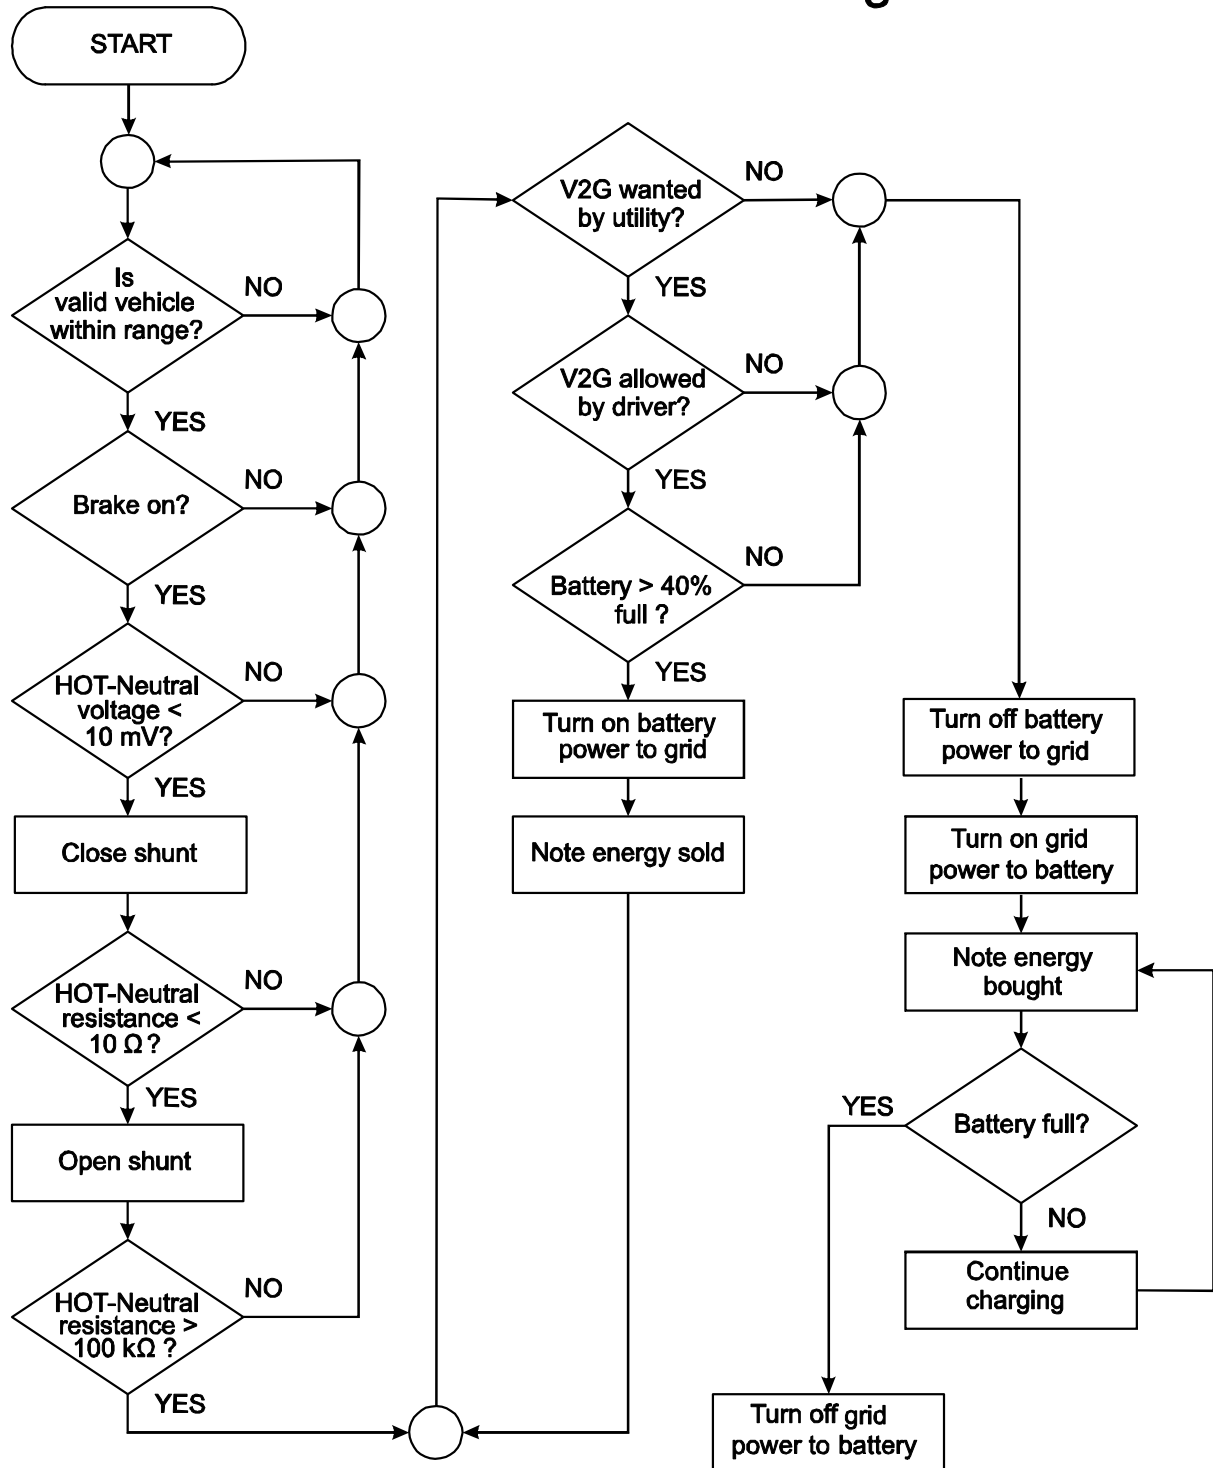 START
Is
valid vehicle
within range?
NO
YES
Brake on?
NO
YES
HOT-Neutral
voltage <
10 mV?
NO
YES
Close shunt
HOT-Neutral
resistance <
10 Ω ?
NO
YES
Open shunt
HOT-Neutral
resistance >
100 kΩ ?
NO
YES
V2G wanted
by utility?
NO
YES
V2G allowed
by driver?
NO
YES
Battery > 40%
full ?
NO
YES
Turn on battery
power to grid
Note energy sold
Turn off battery
power to grid
Turn on grid
power to battery
Note energy
bought
Battery full?
YES
NO
Continue
charging
Turn off grid
power to battery